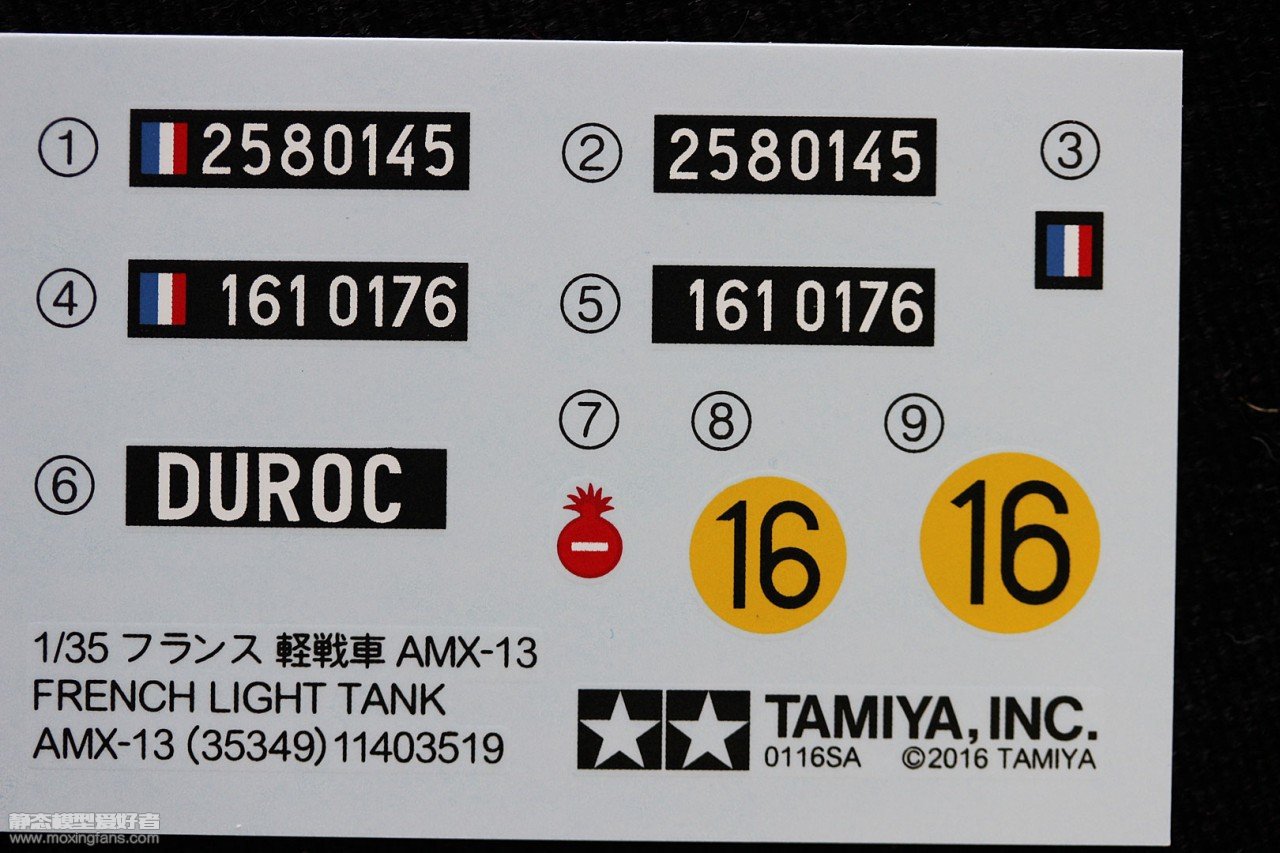 ① 2580145
② 2580145
③
④ 161 0176
⑤ 161 0176
⑥ DUROC
⑦
⑧ 16
⑨ 16
1/35 フランス 軽戦車 AMX-13
FRENCH LIGHT TANK
AMX-13 (35349) 11403519
TAMIYA, INC.
0116SA ©2016 TAMIYA
静态模型爱好者
www.moxingfans.com